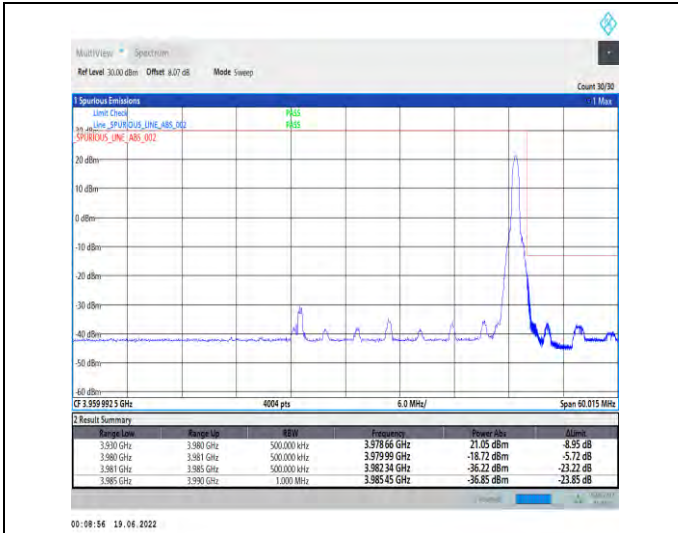 MultiView Spectrum
Ref Level 30.00 dBm Offset 8.07 dB Mode Sweep
Count 30/30
1 Spurious Emissions 1 Max
Limit Check PASS
Line _SPURIOUS_LINE_ABS_002 PASS
_SPURIOUS_LINE_ABS_002
20 dBm
10 dBm
0 dBm
-10 dBm
-20 dBm
-30 dBm
-40 dBm
-50 dBm
-60 dBm
CF 3.959 992 5 GHz 4004 pts 6.0 MHz/ Span 60.015 MHz
2 Result Summary
Range Low Range Up RBW Frequency Power Abs ΔLimit
3.930 GHz 3.980 GHz 500.000 kHz 3.978 66 GHz 21.05 dBm -8.95 dB
3.980 GHz 3.981 GHz 500.000 kHz 3.979 99 GHz -18.72 dBm -5.72 dB
3.981 GHz 3.985 GHz 500.000 kHz 3.982 34 GHz -36.22 dBm -23.22 dB
3.985 GHz 3.990 GHz 1.000 MHz 3.985 45 GHz -36.85 dBm -23.85 dB
00:08:56 19.06.2022